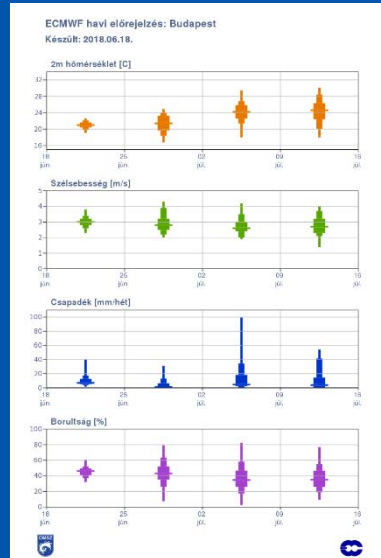 ECMWF havi előrejelzés: Budapest
Készült: 2018.06.18.
2m hőmérséklet [C]
32
28
24
20
16
18 25 02 09 16
jún. jún. júl. júl. júl.
Szélsebesség [m/s]
5
4
3
2
1
0
18 25 02 09 16
jún. jún. júl. júl. júl.
Csapadék [mm/hét]
100
80
60
40
20
0
18 25 02 09 16
jún. jún. júl. júl. júl.
Borultság [%]
100
80
60
40
20
0
18 25 02 09 16
jún. jún. júl. júl. júl.
OMSZ